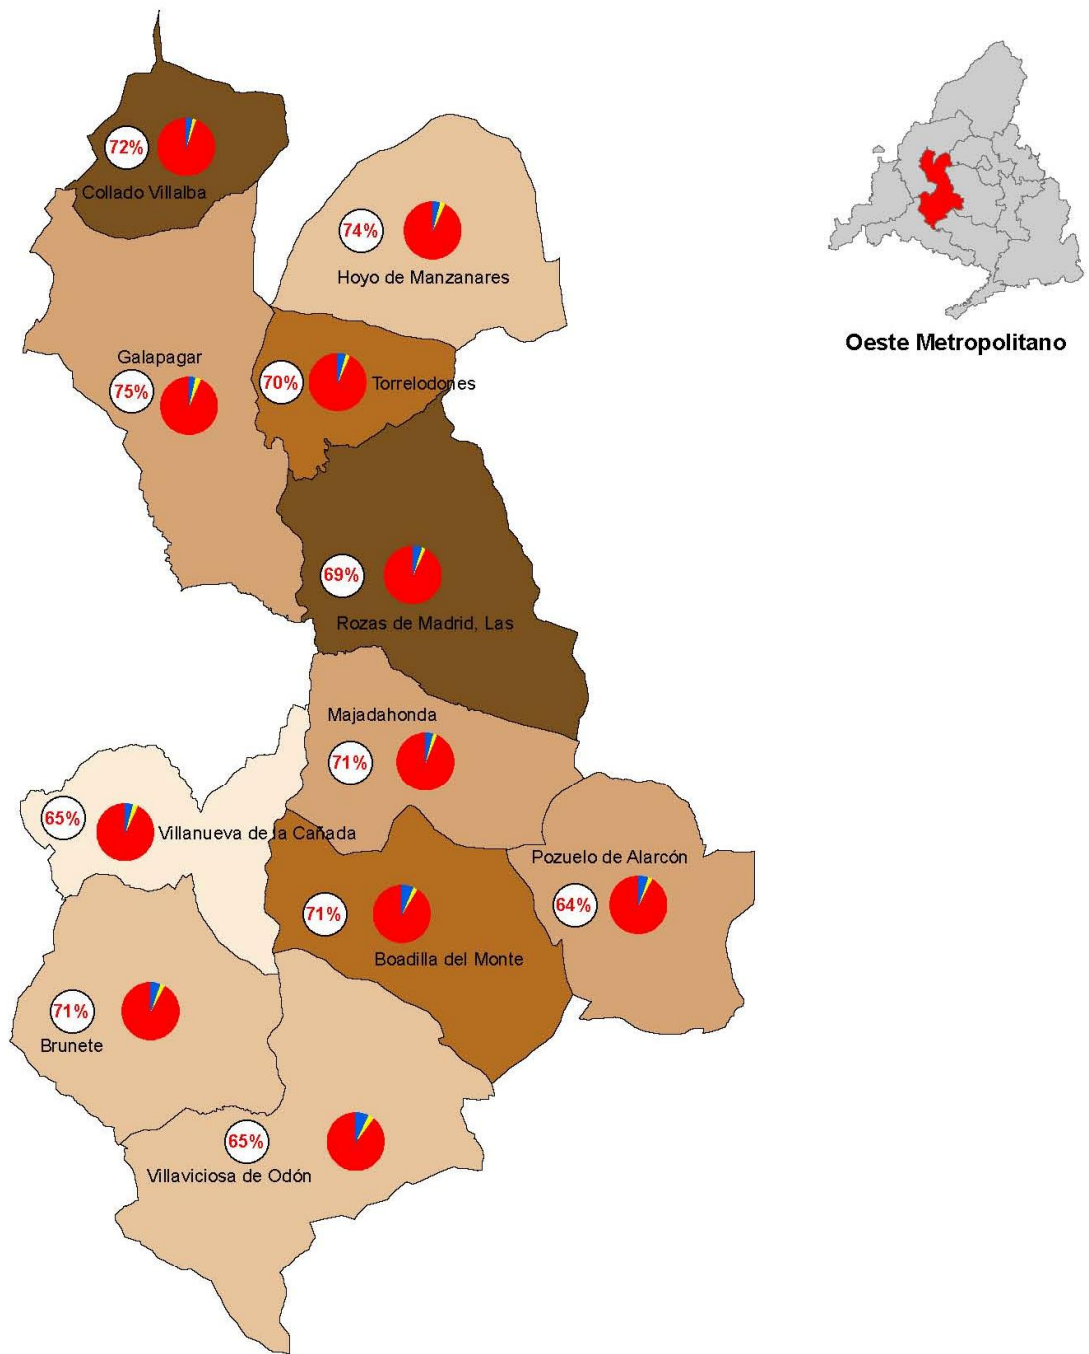 72%
Collado Villalba
74%
Hoyo de Manzanares
Oeste Metropolitano
Galapagar
75%
70%
Torrelodones
69%
Rozas de Madrid, Las
Majadahonda
71%
65%
Villanueva de la Cañada
Pozuelo de Alarcón
64%
71%
Boadilla del Monte
71%
Brunete
65%
Villaviciosa de Odón